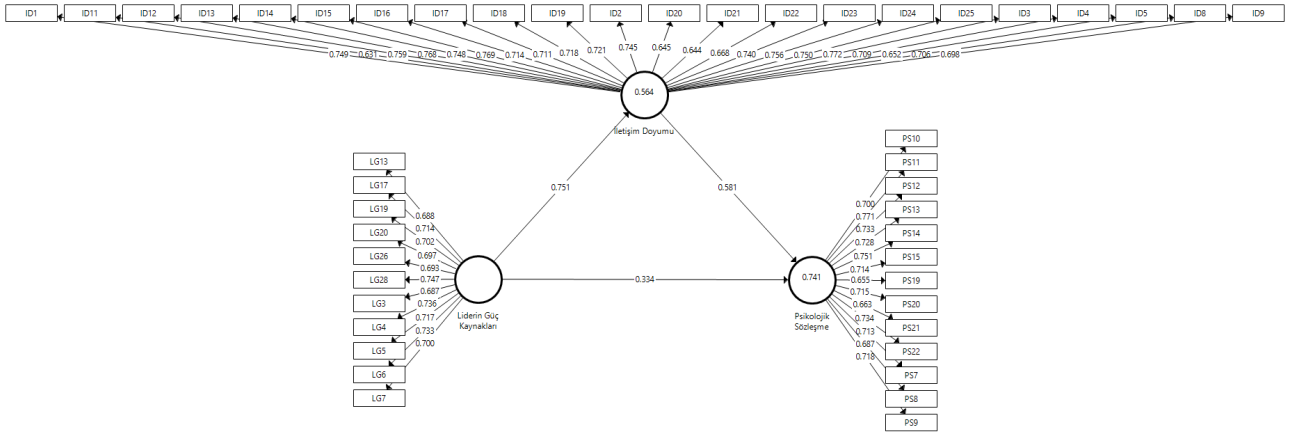 ID1 ID11 ID12 ID13 ID14 ID15 ID16 ID17 ID18 ID19 ID2 ID20 ID21 ID22 ID23 ID24 ID25 ID3 ID4 ID5 ID8 ID9
0.749 0.631 0.759 0.768 0.748 0.769 0.714 0.711 0.718 0.721 0.745 0.645 0.644 0.668 0.740 0.756 0.750 0.772 0.709 0.652 0.706 0.698
0.564
İletişim Doyumu
0.751
0.581
0.334
LG13
LG17
LG19
LG20
LG26
LG28
LG3
LG4
LG5
LG6
LG7
0.688
0.714
0.702
0.697
0.693
0.747
0.687
0.736
0.717
0.733
0.700
Liderin Güç
Kaynakları
0.741
Psikolojik
Sözleşme
0.700
0.771
0.733
0.728
0.751
0.714
0.655
0.715
0.663
0.734
0.713
0.687
0.718
PS10
PS11
PS12
PS13
PS14
PS15
PS19
PS20
PS21
PS22
PS7
PS8
PS9